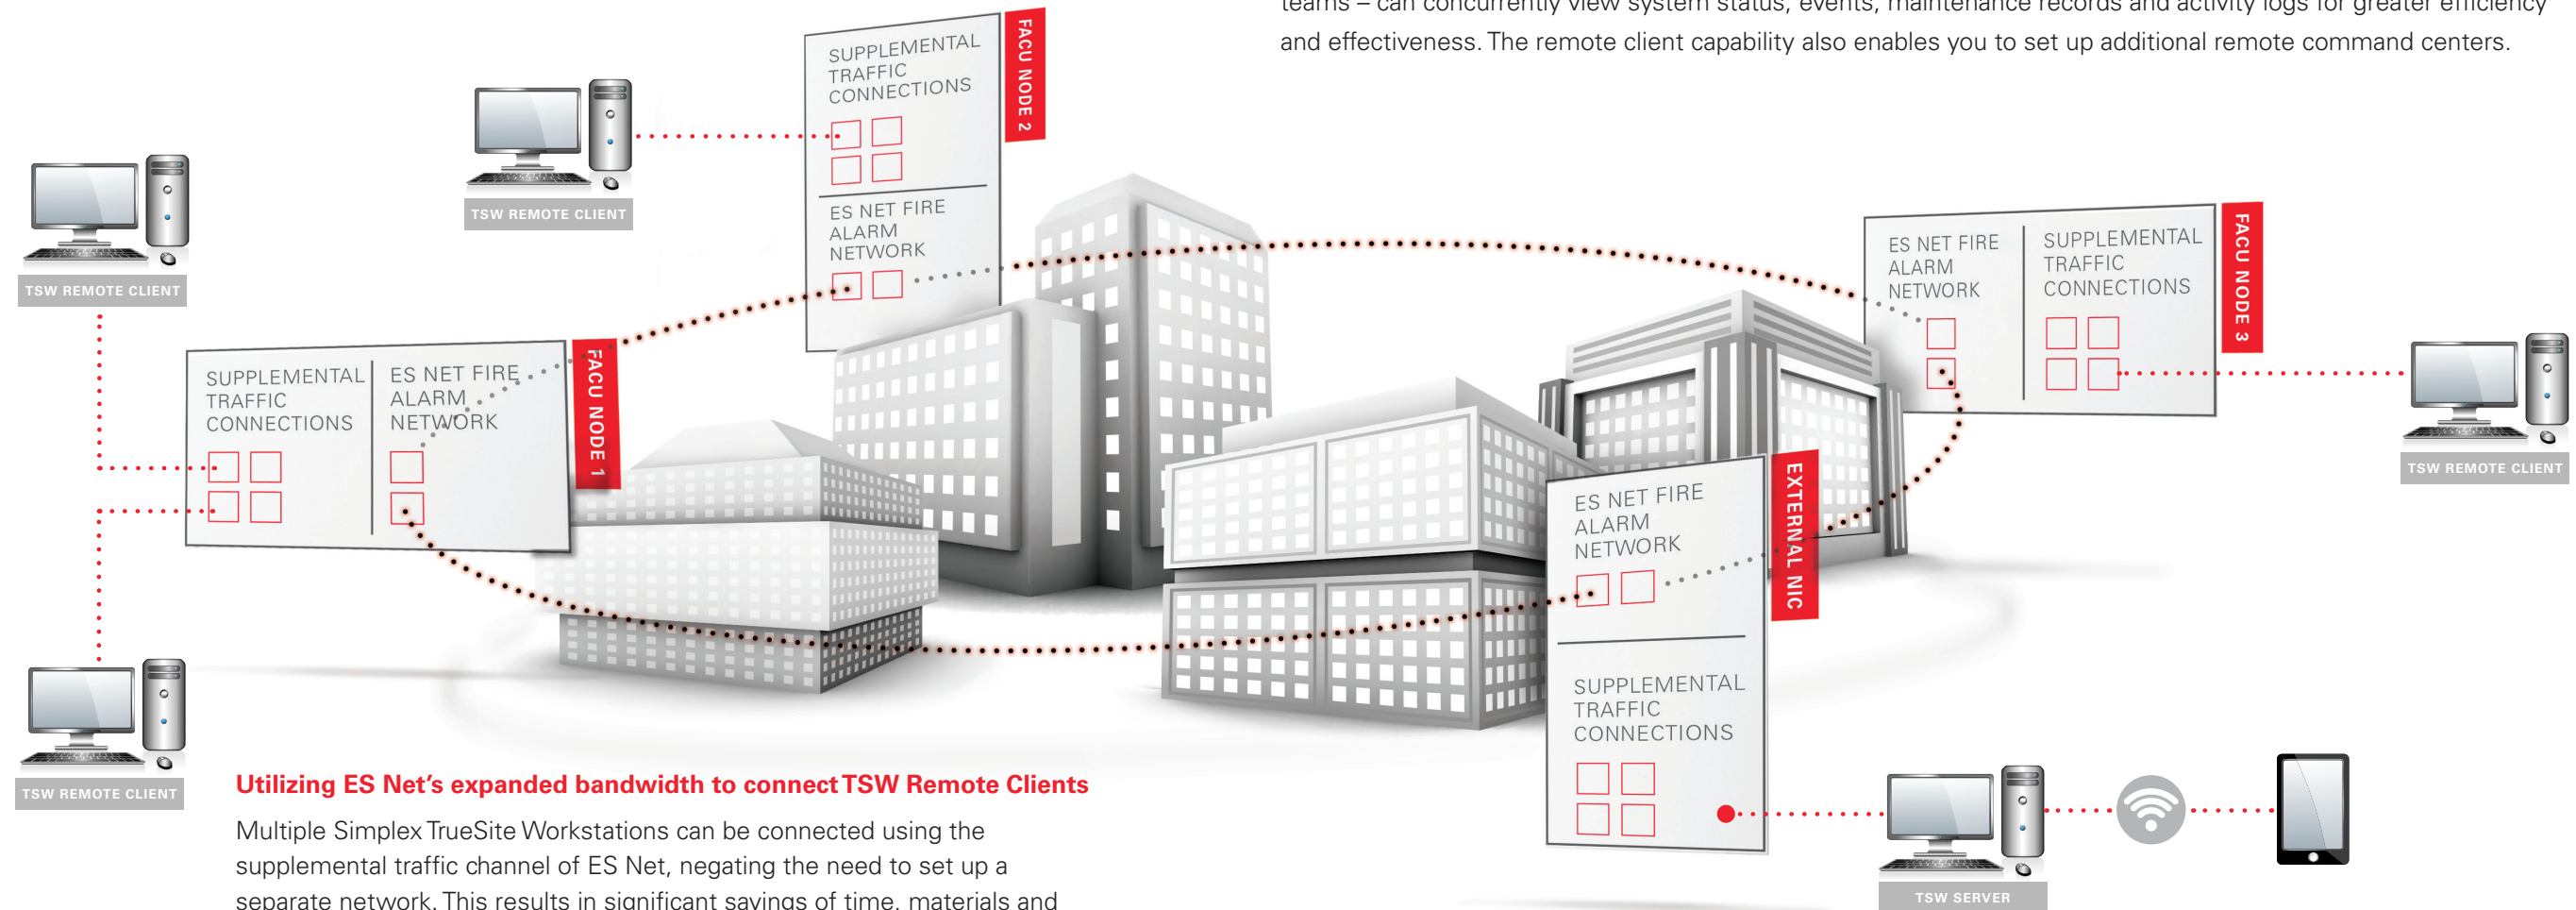 teams – can concurrently view system status, events, maintenance records and activity logs for greater efficiency
and effectiveness. The remote client capability also enables you to set up additional remote command centers.
SUPPLEMENTAL
TRAFFIC
CONNECTIONS
ES NET FIRE
ALARM
NETWORK
FACU NODE 2
TSW REMOTE CLIENT
TSW REMOTE CLIENT
ES NET FIRE
ALARM
NETWORK
SUPPLEMENTAL
TRAFFIC
CONNECTIONS
FACU NODE 3
TSW REMOTE CLIENT
SUPPLEMENTAL
TRAFFIC
CONNECTIONS
ES NET FIRE
ALARM
NETWORK
FACU NODE 1
ES NET FIRE
ALARM
NETWORK
SUPPLEMENTAL
TRAFFIC
CONNECTIONS
EXTERNAL NIC
TSW REMOTE CLIENT
TSW SERVER
Utilizing ES Net's expanded bandwidth to connect TSW Remote Clients
Multiple Simplex TrueSite Workstations can be connected using the
supplemental traffic channel of ES Net, negating the need to set up a
separate network. This results in significant savings of time, materials and